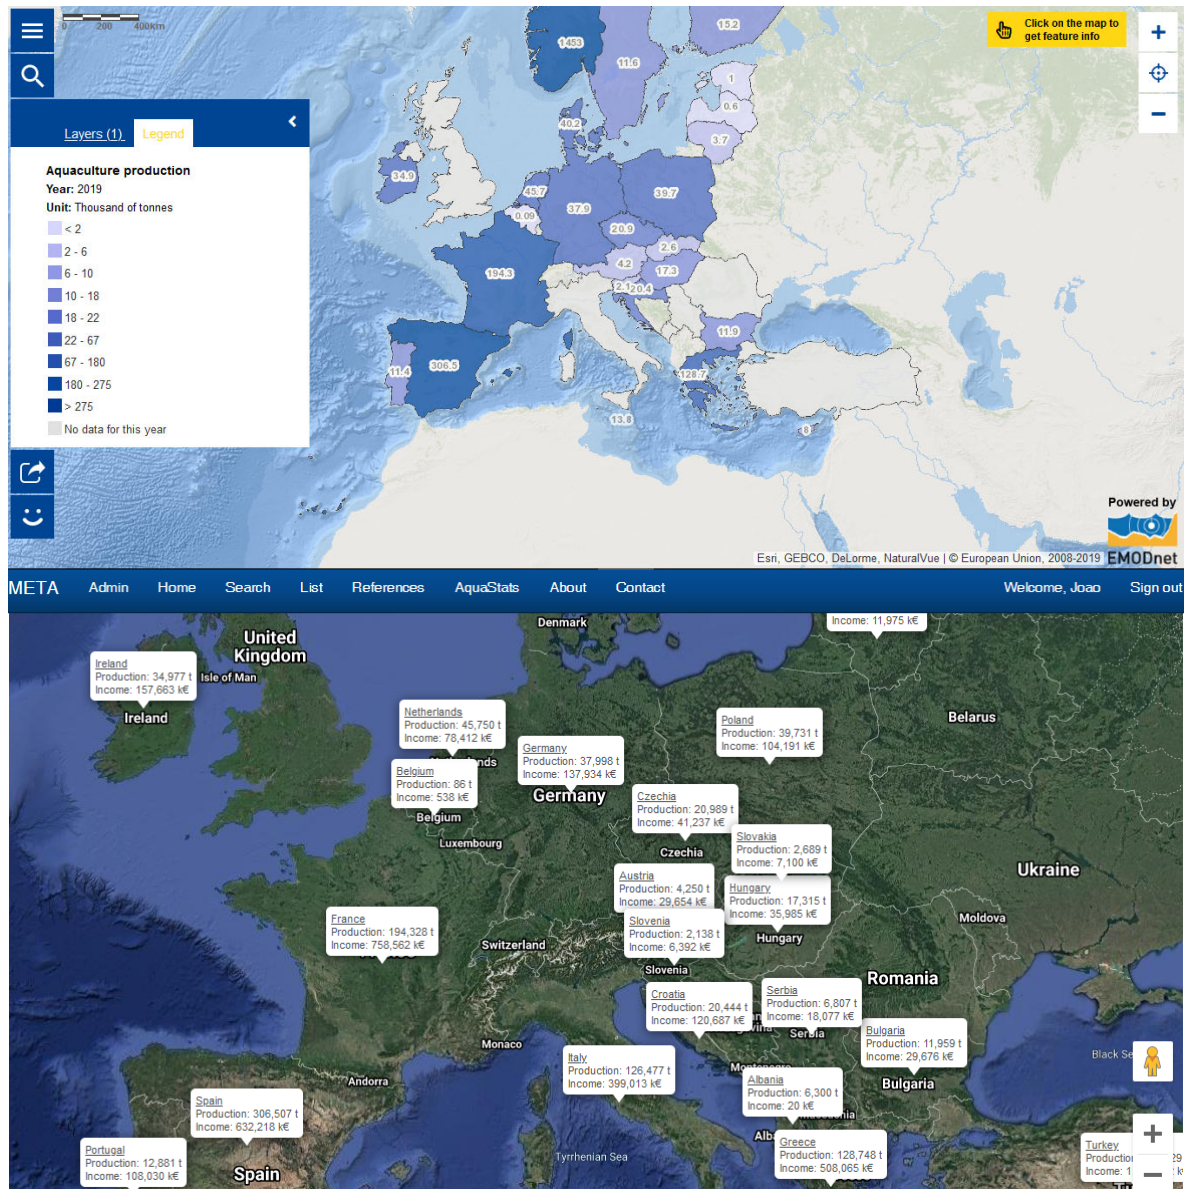 0 200 400km
Click on the map to
get feature info
Layers (1)
Legend
Aquaculture production
Year: 2019
Unit: Thousand of tonnes
< 2
2 - 6
6 - 10
10 - 18
18 - 22
22 - 67
67 - 180
180 - 275
> 275
No data for this year
15.2
1453
11.6
1
0.6
3.7
40.2
34.9
45.7
0.09
37.9
39.7
20.9
2.6
4.2
17.3
2.1
20.4
194.3
11.9
11.4
306.5
128.7
13.8
8
Powered by
EMODnet
Esri, GEBCO, DeLorme, NaturalVue | © European Union, 2008-2019
META Admin Home Search List References AquaStats About Contact Welcome, Joao Sign out
Denmark
Income: 11,975 k€
United
Kingdom
Isle of Man
Ireland
Production: 34,977 t
Income: 157,663 k€
Ireland
Netherlands
Production: 45,750 t
Income: 78,412 k€
Poland
Production: 39,731 t
Income: 104,191 k€
Belarus
Germany
Production: 37,998 t
Income: 137,934 k€
Germany
Belgium
Production: 86 t
Income: 538 k€
Belgium
Luxembourg
Czechia
Production: 20,989 t
Income: 41,237 k€
Czechia
Slovakia
Production: 2,689 t
Income: 7,100 k€
Ukraine
Austria
Production: 4,250 t
Income: 29,654 k€
Hungary
Production: 17,315 t
Income: 35,985 k€
Hungary
Moldova
France
Production: 194,328 t
Income: 758,562 k€
Switzerland
Slovenia
Production: 2,138 t
Income: 6,392 k€
Slovenia
Romania
Croatia
Production: 20,444 t
Income: 120,687 k€
Serbia
Production: 6,807 t
Income: 18,077 k€
Serbia
Bulgaria
Production: 11,959 t
Income: 29,676 k€
Bulgaria
Monaco
Andorra
Italy
Production: 126,477 t
Income: 399,013 k€
Albania
Production: 6,300 t
Income: 20 k€
Black Se
Spain
Production: 306,507 t
Income: 632,218 k€
Spain
Portugal
Production: 12,881 t
Income: 108,030 k€
Tyrrhenian Sea
Greece
Production: 128,748 t
Income: 508,065 k€
Turkey